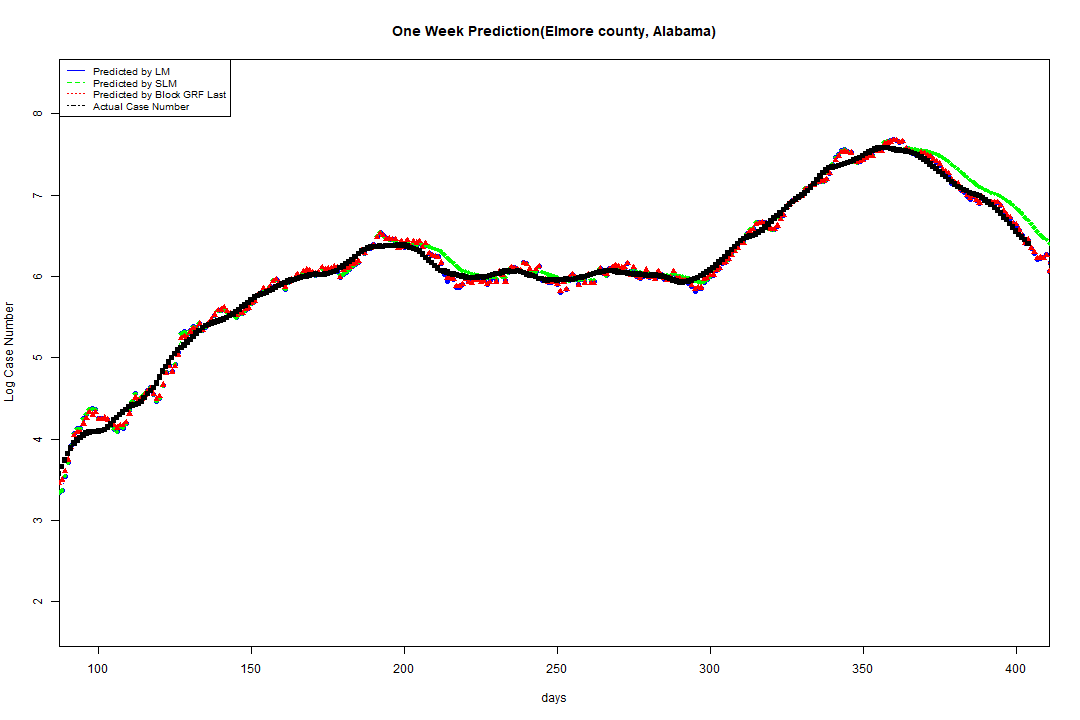 One Week Prediction(Elmore county, Alabama)
Predicted by LM
Predicted by SLM
Predicted by Block GRF Last
Actual Case Number
Log Case Number
8
7
6
5
4
3
2
100 150 200 250 300 350 400
days